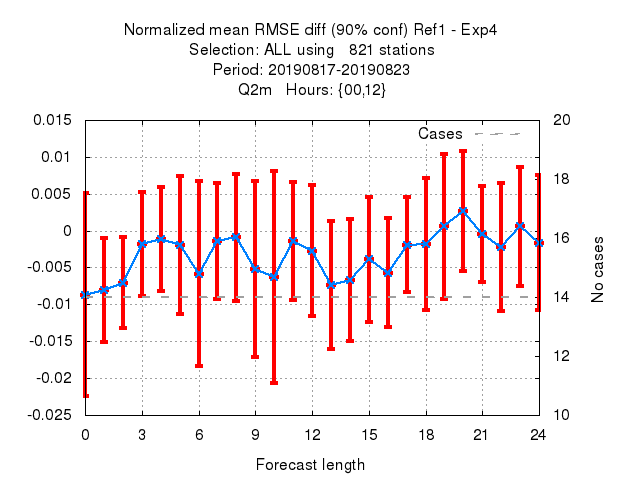 Normalized mean RMSE diff (90% conf) Ref1 - Exp4
Selection: ALL using 821 stations
Period: 20190817-20190823
Q2m Hours: {00,12}
0.015
0.01
0.005
0
-0.005
-0.01
-0.015
-0.02
-0.025
Cases
20
18
16
14
12
10
No cases
0 3 6 9 12 15 18 21 24
Forecast length